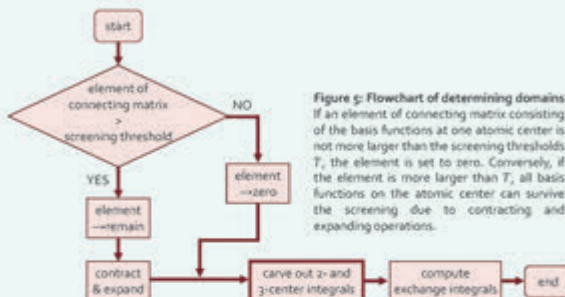 start
element of
connecting matrix
>
screening threshold
NO
YES
element
→zero
element
→remain
contract
& expand
carve out 2- and
3-center integrals
compute
exchange integrals
end
Figure 5: Flowchart of determining domains
If an element of connecting matrix consisting
of the basis functions at one atomic center is
not more larger than the screening thresholds
T, the element is set to zero. Conversely, if
the element is more larger than T, all basis
functions on the atomic center can survive
the screening due to contracting and
expanding operations.